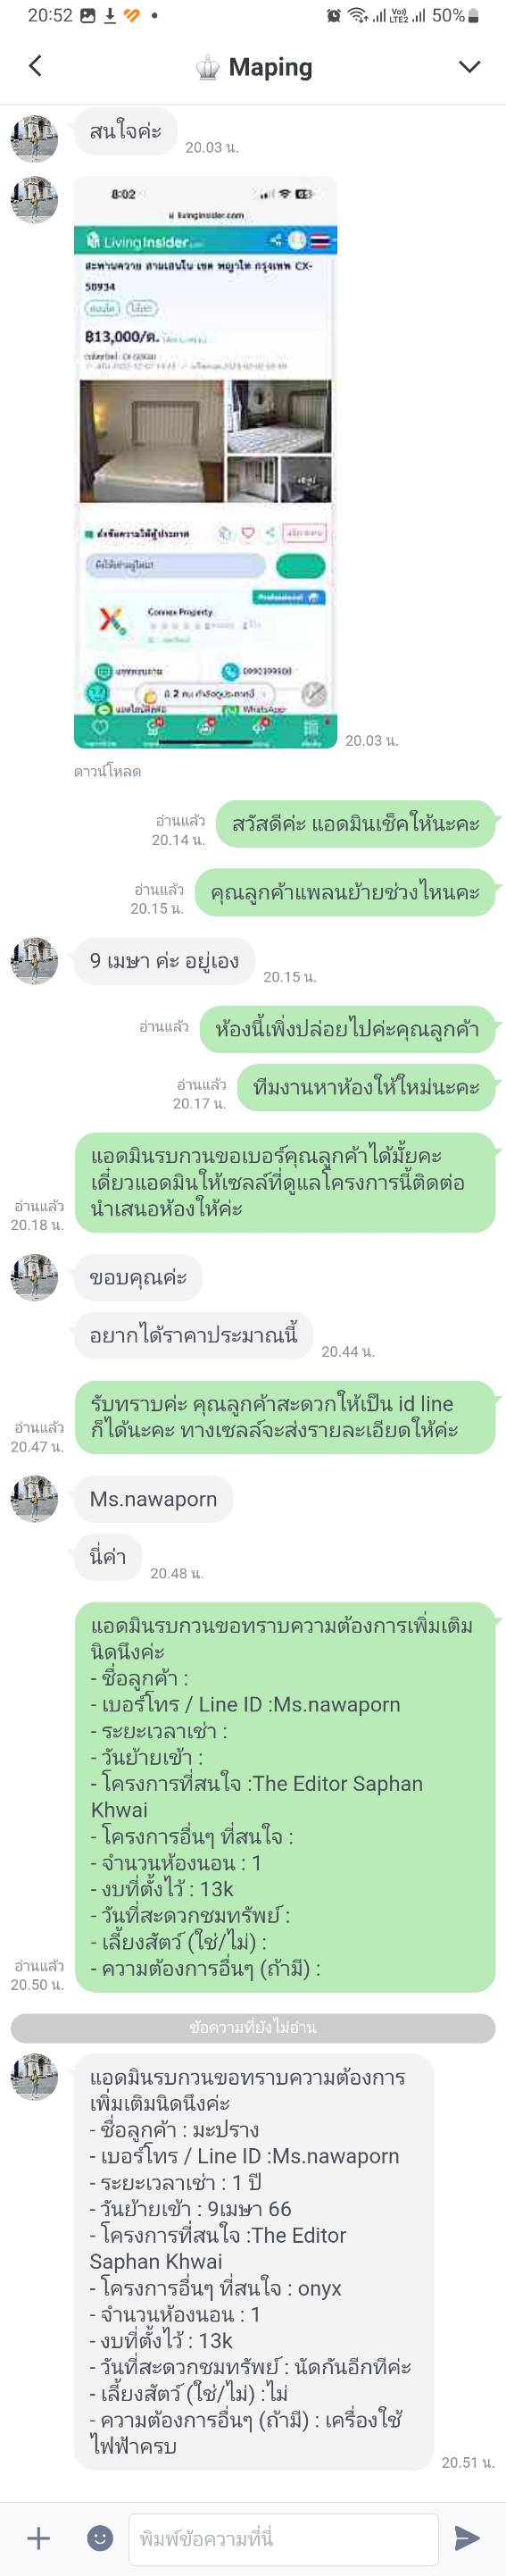 20:52
50%
Maping
สนใจค่ะ
20.03 น.
8:02
livinginsider.com
LivingInsider
สะพานควาย สามเสนใน เขต พญาไท กรุงเทพ CX-
50934
฿13,000/ด.
ส่งข้อความให้ผู้ประกาศ
Professional
Connex Property
WhatsApp
20.03 น.
ดาวน์โหลด
สวัสดีค่ะ แอดมินเช็คให้นะคะ
อ่านแล้ว
20.14 น.
คุณลูกค้าแพลนย้ายช่วงไหนคะ
อ่านแล้ว
20.15 น.
9 เมษา ค่ะ อยู่เอง
20.15 น.
ห้องนี้เพิ่งปล่อยไปค่ะคุณลูกค้า
อ่านแล้ว
ทีมงานหาห้องให้ใหม่นะคะ
อ่านแล้ว
20.17 น.
แอดมินรบกวนขอเบอร์คุณลูกค้าได้มั้ยคะ
เดี๋ยวแอดมินให้เซลล์ที่ดูแลโครงการนี้ติดต่อ
นำเสนอห้องให้ค่ะ
อ่านแล้ว
20.18 น.
ขอบคุณค่ะ
อยากได้ราคาประมาณนี้
20.44 น.
รับทราบค่ะ คุณลูกค้าสะดวกให้เป็น id line
ก็ได้นะคะ ทางเซลล์จะส่งรายละเอียดให้ค่ะ
อ่านแล้ว
20.47 น.
Ms.nawaporn
นี่ค่า
20.48 น.
แอดมินรบกวนขอทราบความต้องการเพิ่มเติม
นิดนึงค่ะ
- ชื่อลูกค้า :
- เบอร์โทร / Line ID :Ms.nawaporn
- ระยะเวลาเช่า :
- วันย้ายเข้า :
- โครงการที่สนใจ :The Editor Saphan
Khwai
- โครงการอื่นๆ ที่สนใจ :
- จำนวนห้องนอน : 1
- งบที่ตั้งไว้ : 13k
- วันที่สะดวกชมทรัพย์ :
- เลี้ยงสัตว์ (ใช่/ไม่) :
- ความต้องการอื่นๆ (ถ้ามี) :
อ่านแล้ว
20.50 น.
ข้อความที่ยังไม่อ่าน
แอดมินรบกวนขอทราบความต้องการ
เพิ่มเติมนิดนึงค่ะ
- ชื่อลูกค้า : มะปราง
- เบอร์โทร / Line ID :Ms.nawaporn
- ระยะเวลาเช่า : 1 ปี
- วันย้ายเข้า : 9เมษา 66
- โครงการที่สนใจ :The Editor
Saphan Khwai
- โครงการอื่นๆ ที่สนใจ : onyx
- จำนวนห้องนอน : 1
- งบที่ตั้งไว้ : 13k
- วันที่สะดวกชมทรัพย์ : นัดกันอีกทีค่ะ
- เลี้ยงสัตว์ (ใช่/ไม่) :ไม่
- ความต้องการอื่นๆ (ถ้ามี) : เครื่องใช้
ไฟฟ้าครบ
20.51 น.
พิมพ์ข้อความที่นี่